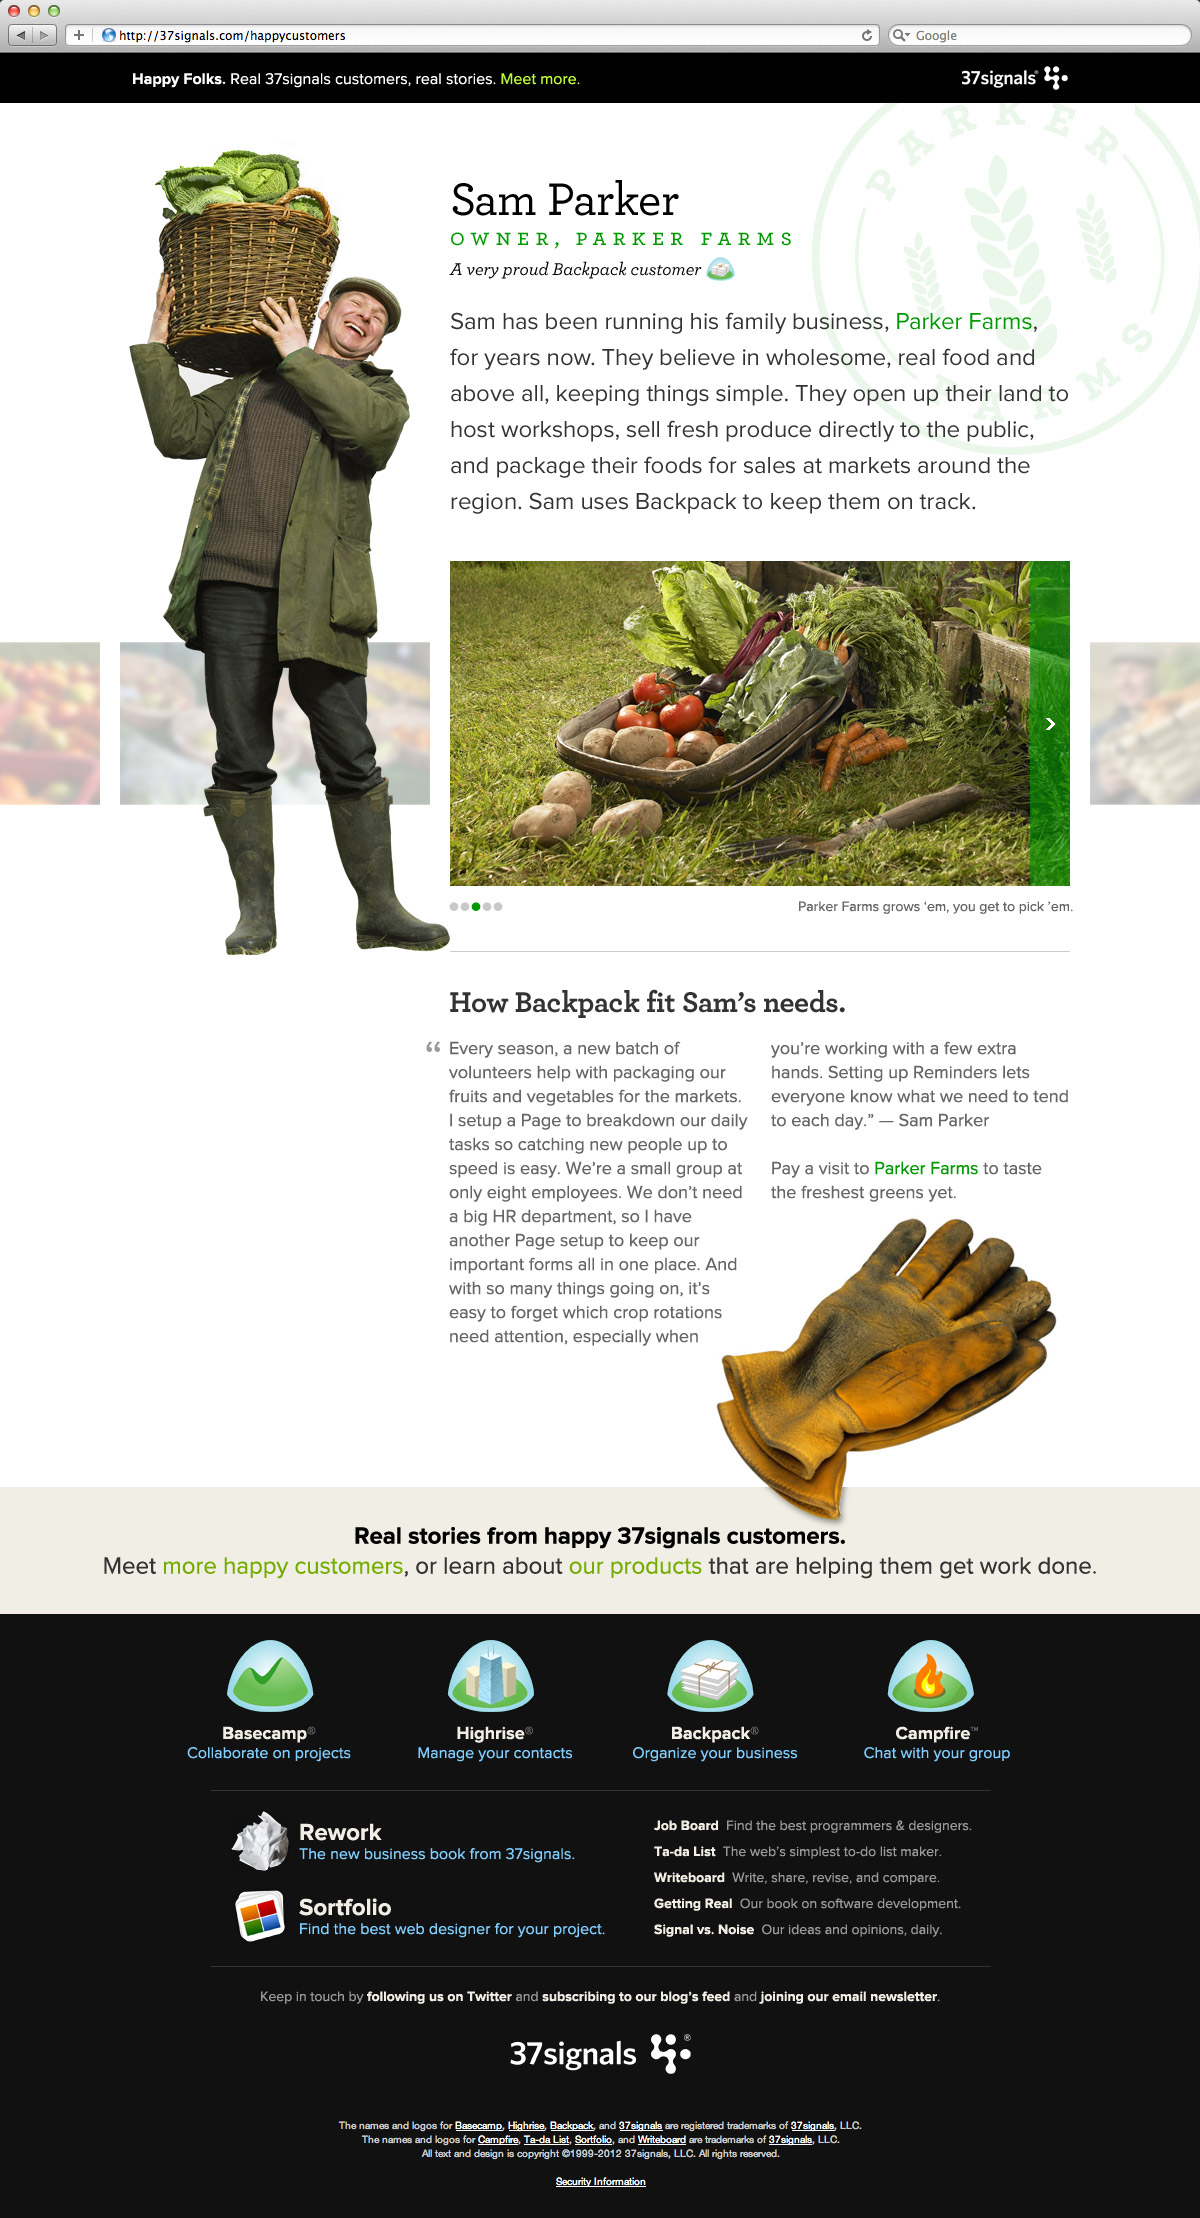 http://37signals.com/happycustomers
Google
Happy Folks. Real 37signals customers, real stories. Meet more.
37signals®
PARKER
FARMS
Sam Parker
OWNER, PARKER FARMS
A very proud Backpack customer
Sam has been running his family business, Parker Farms,
for years now. They believe in wholesome, real food and
above all, keeping things simple. They open up their land to
host workshops, sell fresh produce directly to the public,
and package their foods for sales at markets around the
region. Sam uses Backpack to keep them on track.
Parker Farms grows ‘em, you get to pick ’em.
How Backpack fit Sam’s needs.
“ Every season, a new batch of
volunteers help with packaging our
fruits and vegetables for the markets.
I setup a Page to breakdown our daily
tasks so catching new people up to
speed is easy. We’re a small group at
only eight employees. We don’t need
a big HR department, so I have
another Page setup to keep our
important forms all in one place. And
with so many things going on, it’s
easy to forget which crop rotations
need attention, especially when
you’re working with a few extra
hands. Setting up Reminders lets
everyone know what we need to tend
to each day.” — Sam Parker
Pay a visit to Parker Farms to taste
the freshest greens yet.
Real stories from happy 37signals customers.
Meet more happy customers, or learn about our products that are helping them get work done.
Basecamp®
Collaborate on projects
Highrise®
Manage your contacts
Backpack®
Organize your business
Campfire™
Chat with your group
Rework
The new business book from 37signals.
Sortfolio
Find the best web designer for your project.
Job Board Find the best programmers & designers.
Ta-da List The web’s simplest to-do list maker.
Writeboard Write, share, revise, and compare.
Getting Real Our book on software development.
Signal vs. Noise Our ideas and opinions, daily.
Keep in touch by following us on Twitter and subscribing to our blog’s feed and joining our email newsletter.
37signals®
The names and logos for Basecamp, Highrise, Backpack, and 37signals are registered trademarks of 37signals, LLC.
The names and logos for Campfire, Ta-da List, Sortfolio, and Writeboard are trademarks of 37signals, LLC.
All text and design is copyright ©1999-2012 37signals, LLC. All rights reserved.
Security Information